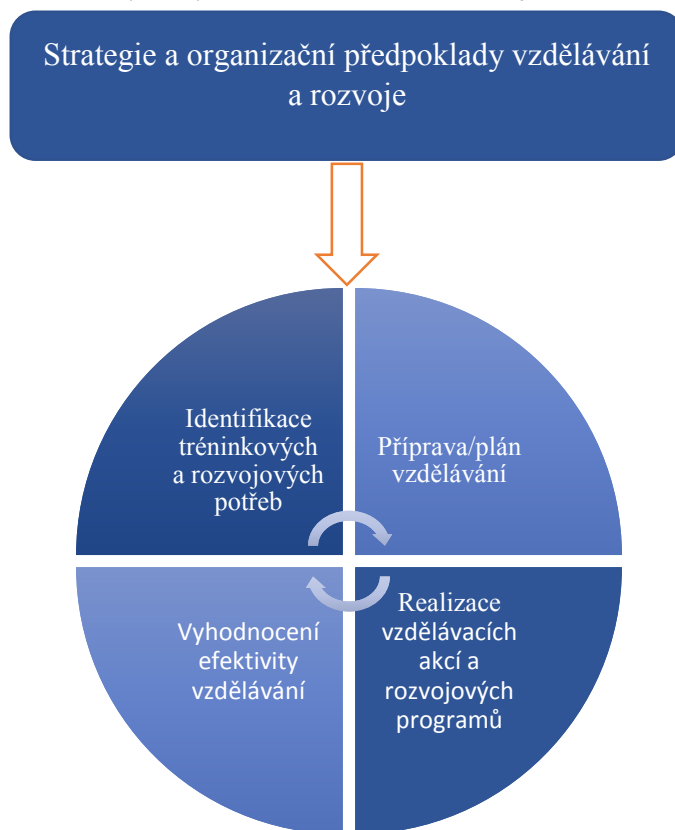 Strategie a organizační předpoklady vzdělávání
a rozvoje
Identifikace
tréninkových
a rozvojových
potřeb
Příprava/plán
vzdělávání
Vyhodnocení
efektivity
vzdělávání
Realizace
vzdělávacích
akcí a
rozvojových
programů